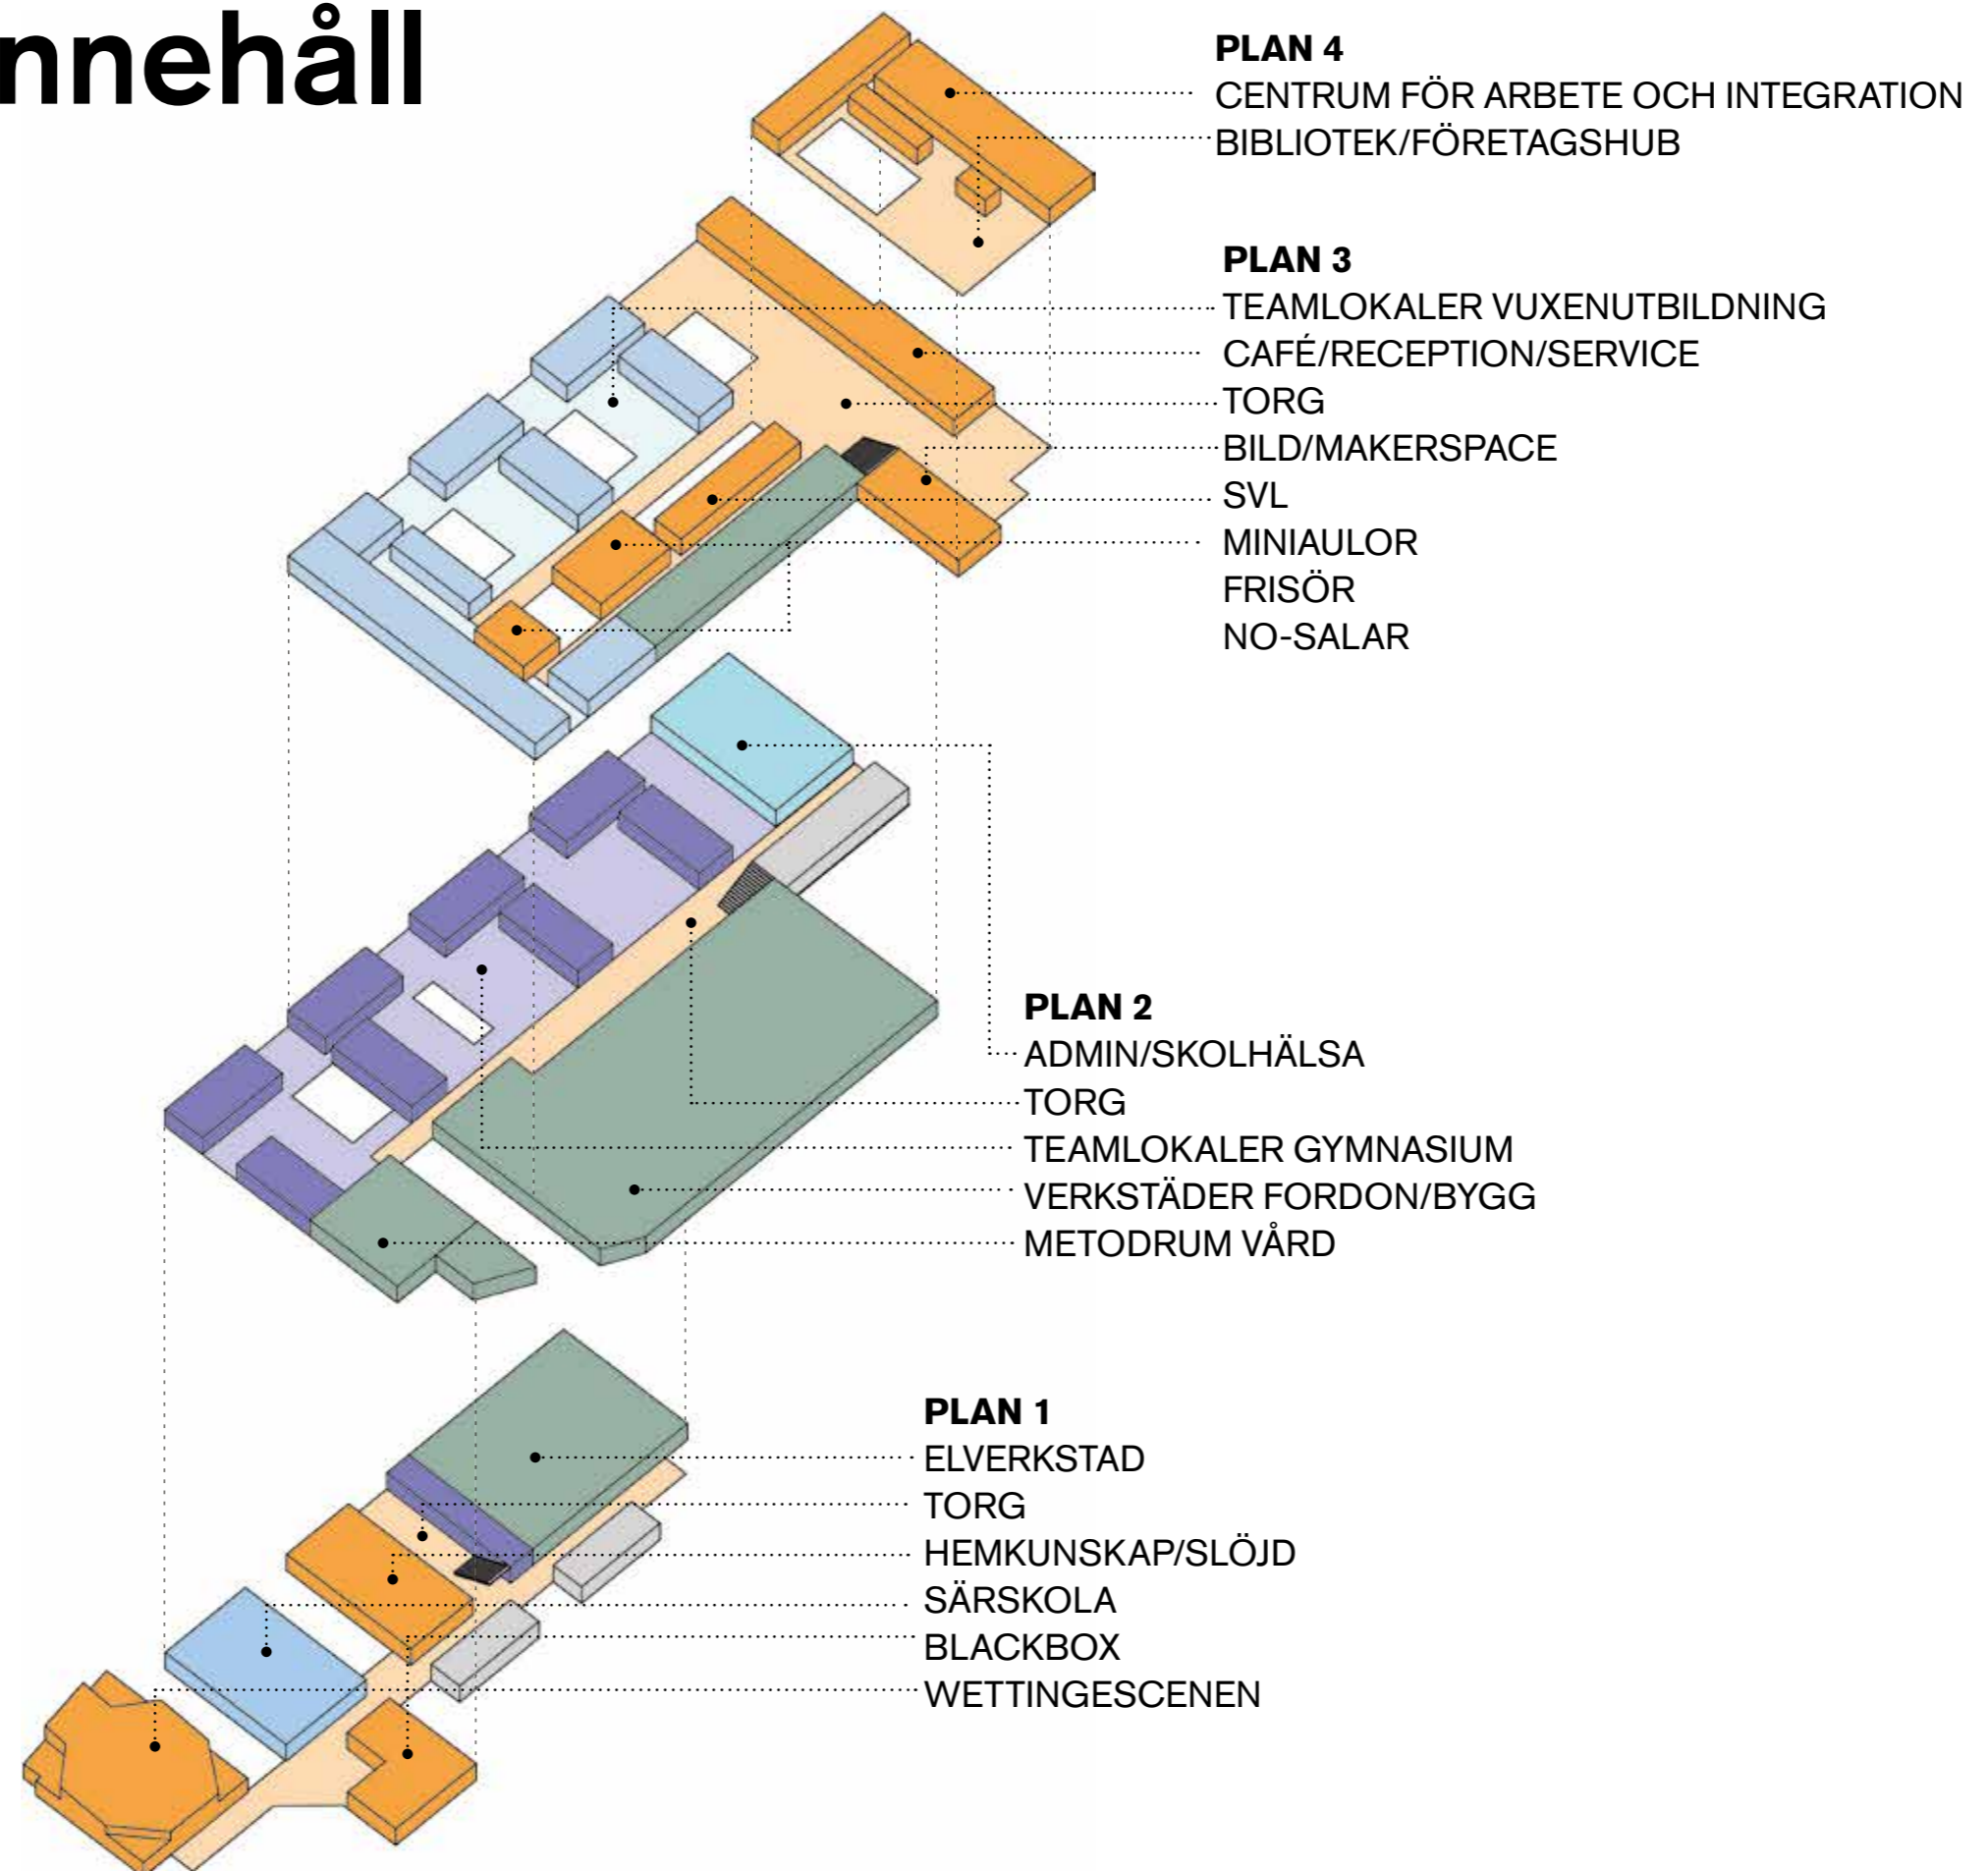 nnehåll
PLAN 4
CENTRUM FÖR ARBETE OCH INTEGRATION
BIBLIOTEK/FÖRETAGSHUB
PLAN 3
TEAMLOKALER VUXENUTBILDNING
CAFÉ/RECEPTION/SERVICE
TORG
BILD/MAKERSPACE
SVL
MINIAULOR
FRISÖR
NO-SALAR
PLAN 2
ADMIN/SKOLHÄLSA
TORG
TEAMLOKALER GYMNASIUM
VERKSTÄDER FORDON/BYGG
METODRUM VÅRD
PLAN 1
ELVERKSTAD
TORG
HEMKUNSKAP/SLÖJD
SÄRSKOLA
BLACKBOX
WETTINGESCENEN